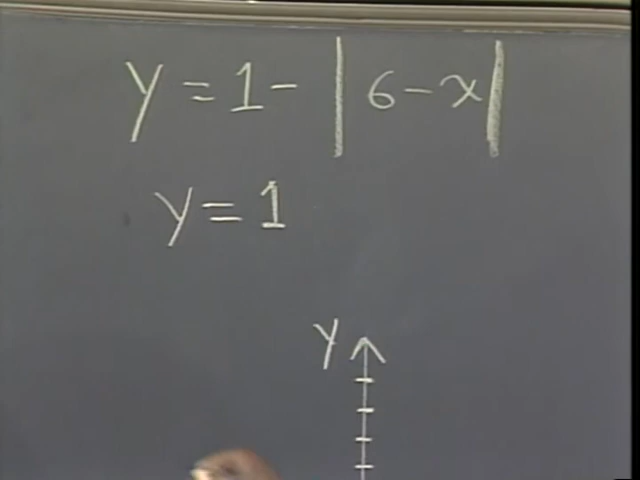 y = 1 - | 6 - x |
y = 1
y